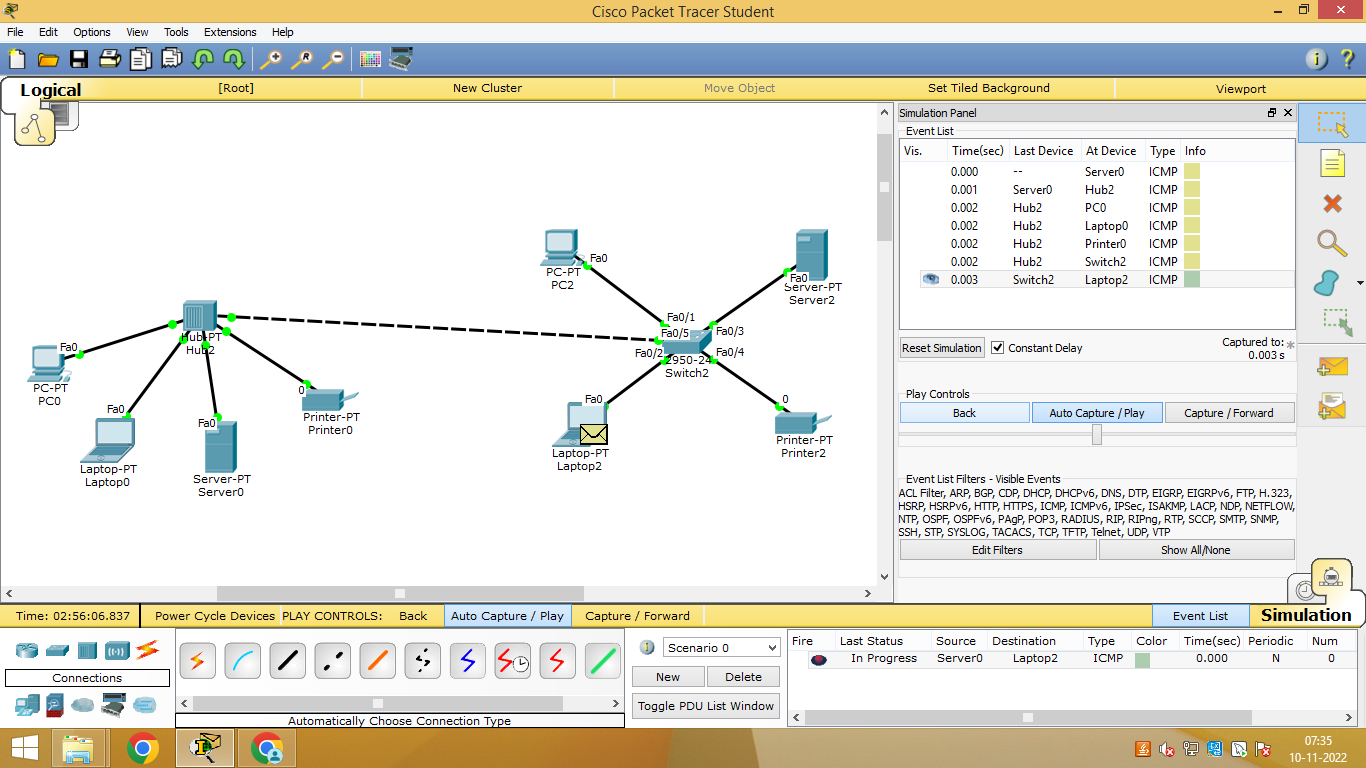 Cisco Packet Tracer Student
File Edit Options View Tools Extensions Help
Logical [Root] New Cluster Move Object Set Tiled Background Viewport
Simulation Panel
Event List
Vis. Time(sec) Last Device At Device Type Info
0.000 -- Server0 ICMP
0.001 Server0 Hub2 ICMP
0.002 Hub2 PC0 ICMP
0.002 Hub2 Laptop0 ICMP
0.002 Hub2 Printer0 ICMP
0.002 Hub2 Switch2 ICMP
0.003 Switch2 Laptop2 ICMP
Reset Simulation Constant Delay Captured to: *
0.003 s
Play Controls
Back Auto Capture / Play Capture / Forward
Event List Filters - Visible Events
ACL Filter, ARP, BGP, CDP, DHCP, DHCPv6, DNS, DTP, EIGRP, EIGRPv6, FTP, H.323,
HSRP, HSRPv6, HTTP, HTTPS, ICMP, ICMPv6, IPSec, ISAKMP, LACP, NDP, NETFLOW,
NTP, OSPF, OSPFv6, PAgP, POP3, RADIUS, RIP, RIPng, RTP, SCCP, SMTP, SNMP,
SSH, STP, SYSLOG, TACACS, TCP, TFTP, Telnet, UDP, VTP
Edit Filters Show All/None
Fa0
PC-PT
PC2
Fa0
Server-PT
Server2
Hub-PT
Hub2
Fa0/1
Fa0/5 Fa0/3
Fa0/2 Fa0/4
2950-24
Switch2
Fa0
PC-PT
PC0
Fa0
Laptop-PT
Laptop0
Fa0
Server-PT
Server0
0
Printer-PT
Printer0
Fa0
Laptop-PT
Laptop2
0
Printer-PT
Printer2
Time: 02:56:06.837 Power Cycle Devices PLAY CONTROLS: Back Auto Capture / Play Capture / Forward Event List Simulation
Connections
Automatically Choose Connection Type
Scenario 0
New Delete
Toggle PDU List Window
Fire Last Status Source Destination Type Color Time(sec) Periodic Num
In Progress Server0 Laptop2 ICMP 0.000 N 0
07:35
10-11-2022